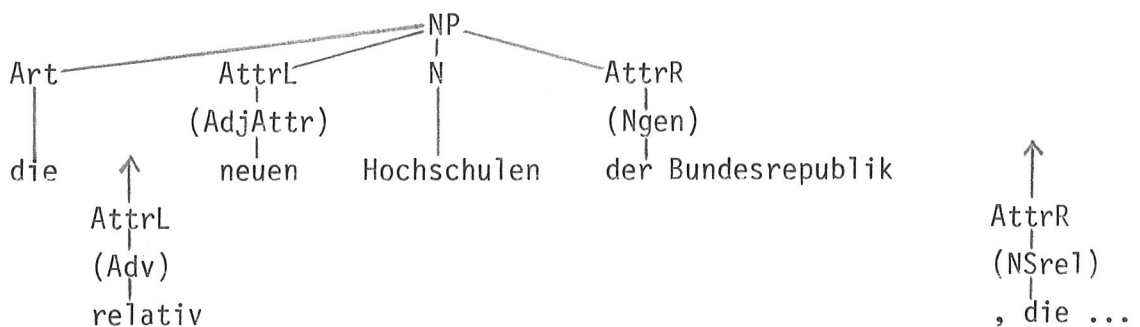 NP
Art AttrL N AttrR
(AdjAttr) (Ngen)
die neuen Hochschulen der Bundesrepublik
AttrL AttrR
(Adv) (NSrel)
relativ , die ...